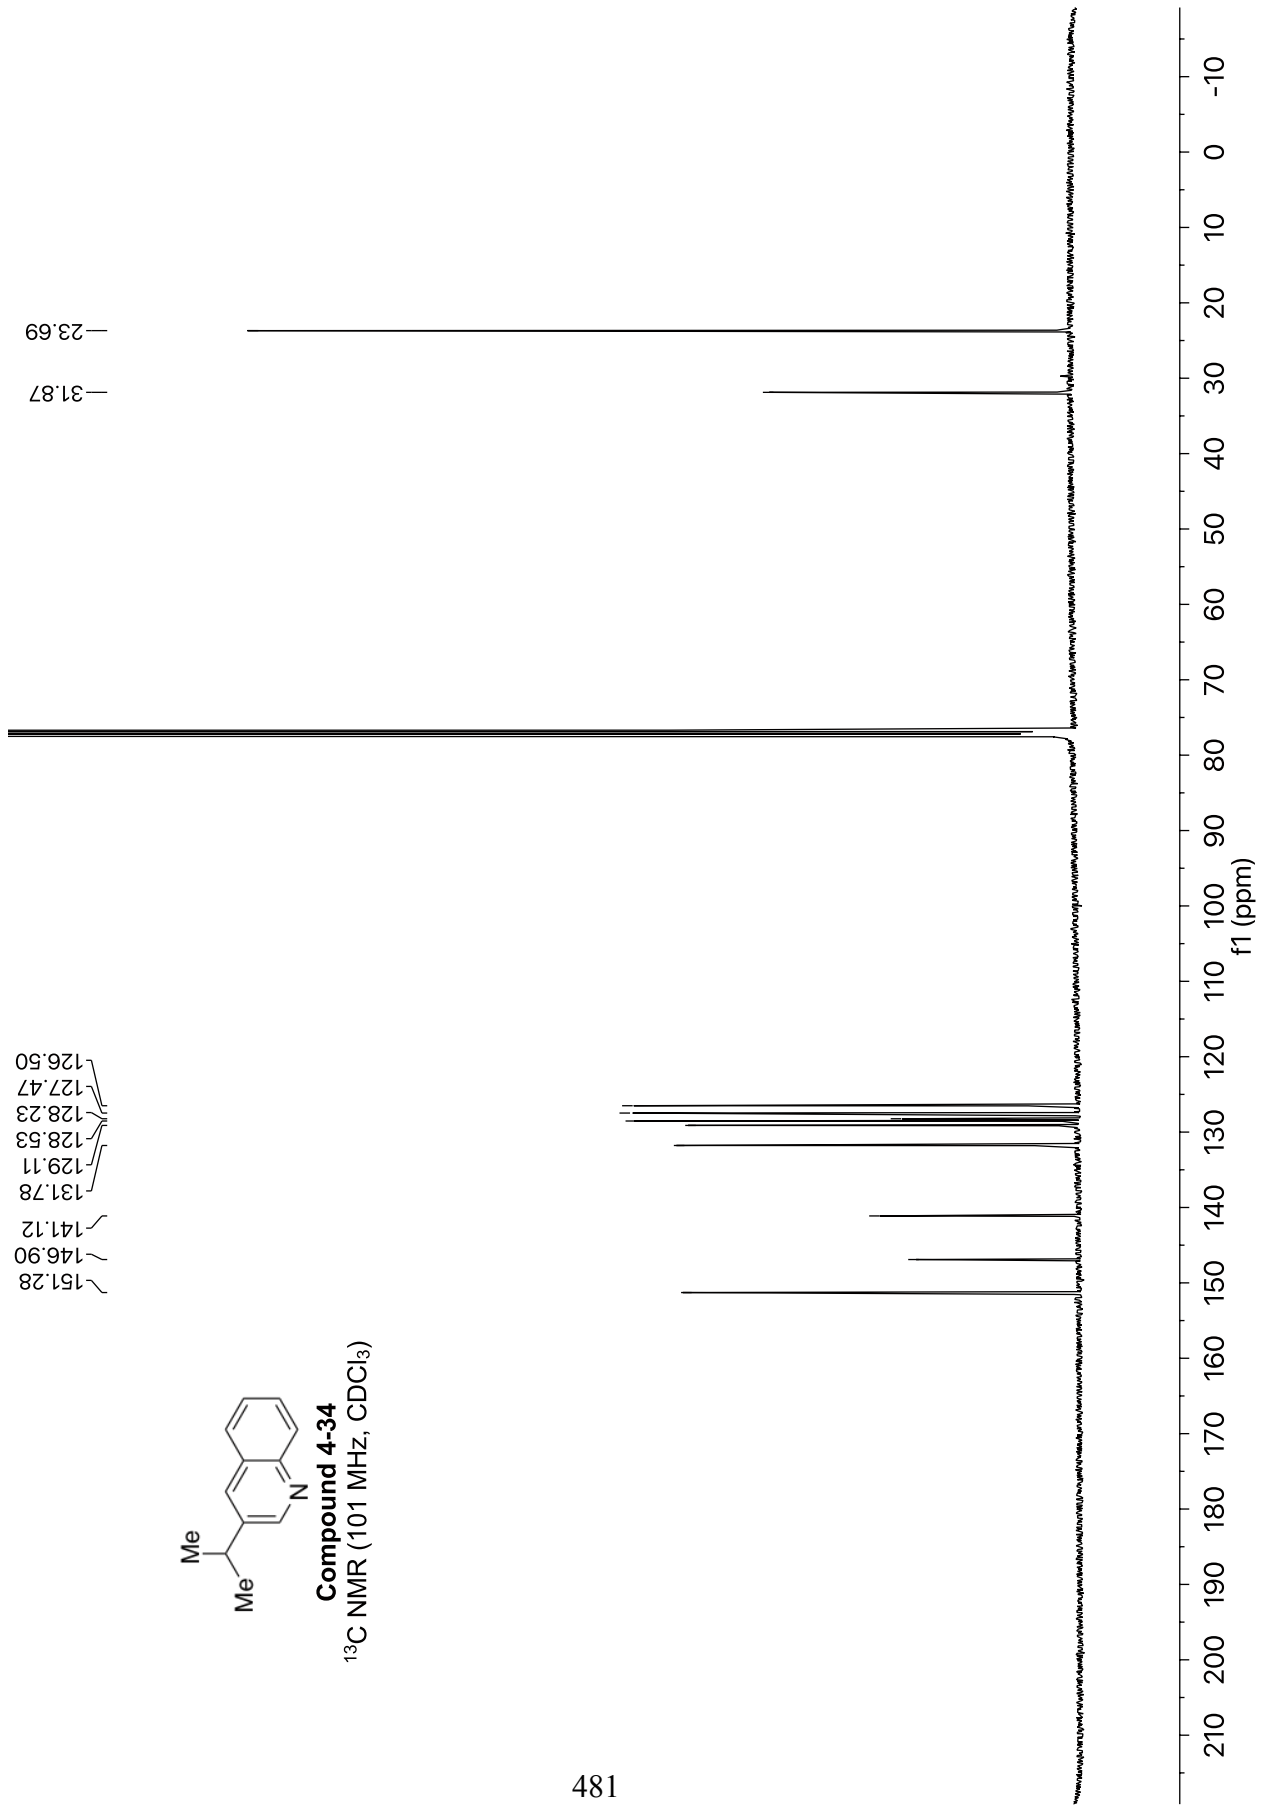 151.28
146.90
141.12
131.78
129.11
128.53
128.23
127.47
126.50
31.87
23.69
Me
Me
N
Compound 4-34
¹³C NMR (101 MHz, CDCl₃)
210 200 190 180 170 160 150 140 130 120 110 100 90 80 70 60 50 40 30 20 10 0 -10
f1 (ppm)
481